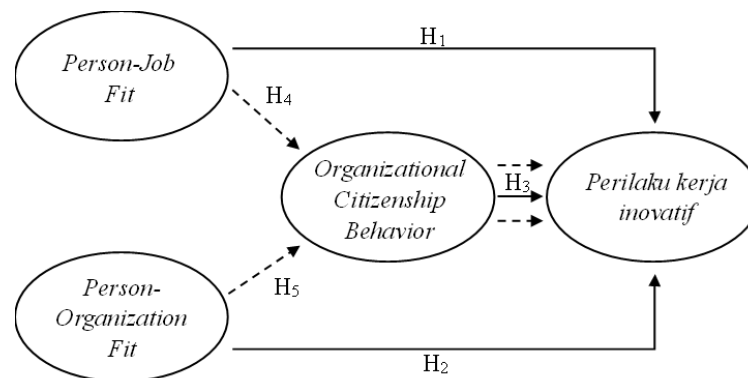 H1
Person-Job
Fit
H4
Organizational
Citizenship
Behavior
H3
Perilaku kerja
inovatif
H5
Person-
Organization
Fit
H2